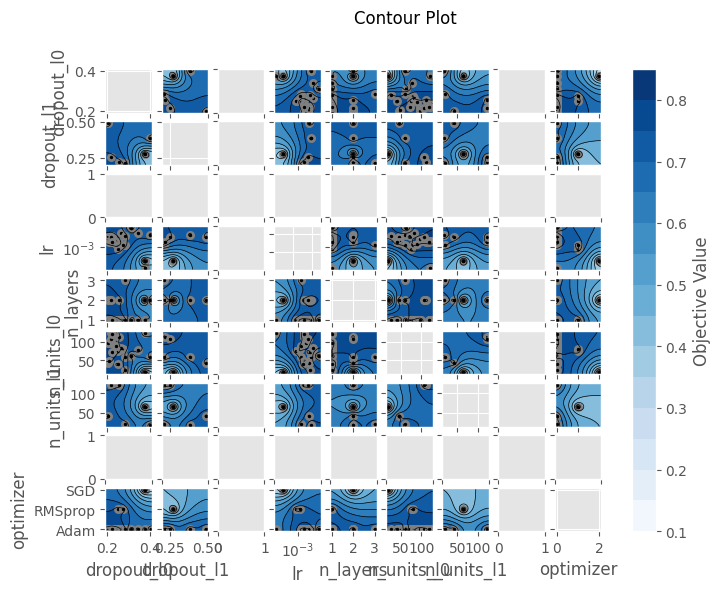 Contour Plot
dropout_l0
0.4
0.2
dropout_l1
0.50
0.25
1
0
lr
10⁻³
n_layers
3
2
1
n_units_l0
100
50
n_units_l1
100
50
1
0
optimizer
SGD
RMSprop
Adam
0.2 0.4 0.25 0.50 0 1 10⁻³ 1 2 3 50 100 50 100 0 1 0 2
dropout_l0 dropout_l1 lr n_layers n_units_l0 n_units_l1 optimizer
0.8
0.7
0.6
0.5
0.4
0.3
0.2
0.1
Objective Value